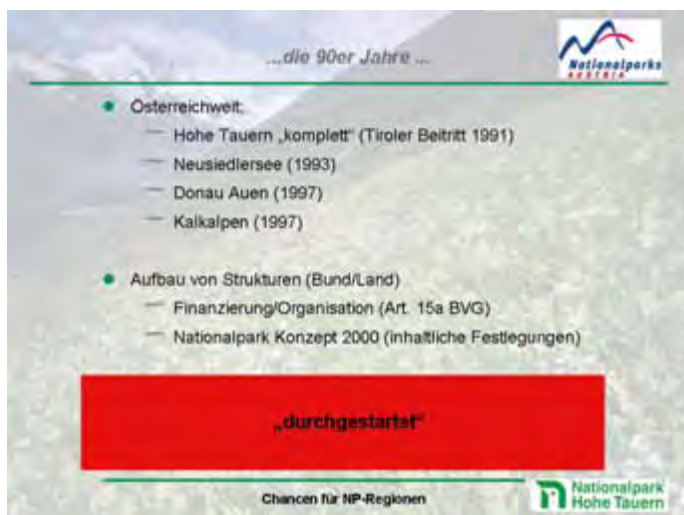 ...die 90er Jahre ...
Nationalparks
AUSTRIA
Österreichweit:
Hohe Tauern „komplett“ (Tiroler Beitritt 1991)
Neusiedlersee (1993)
Donau Auen (1997)
Kalkalpen (1997)
Aufbau von Strukturen (Bund/Land)
Finanzierung/Organisation (Art. 15a BVG)
Nationalpark Konzept 2000 (inhaltliche Festlegungen)
„durchgestartet“
Chancen für NP-Regionen
Nationalpark
Hohe Tauern